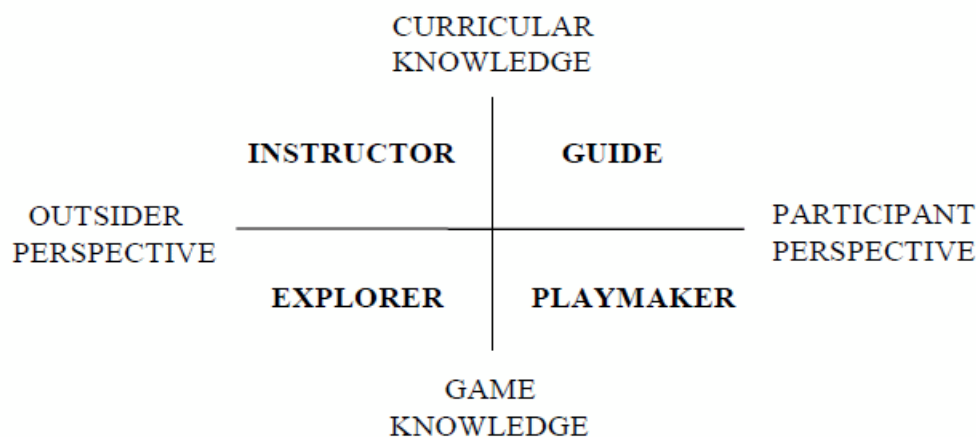 CURRICULAR
KNOWLEDGE
INSTRUCTOR GUIDE
OUTSIDER
PERSPECTIVE
PARTICIPANT
PERSPECTIVE
EXPLORER PLAYMAKER
GAME
KNOWLEDGE